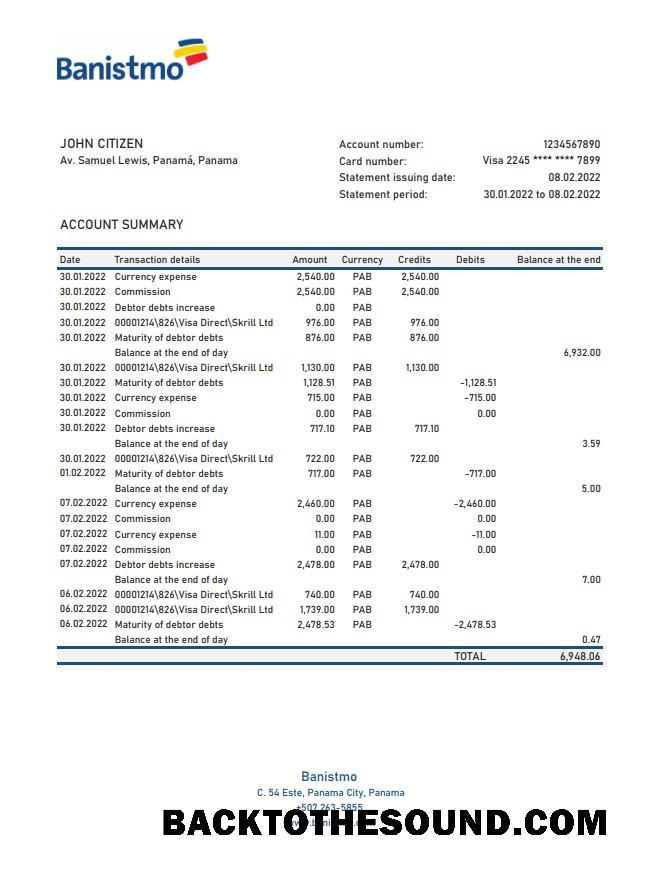 Banistmo
JOHN CITIZEN
Av. Samuel Lewis, Panamá, Panama
Account number: 1234567890
Card number: Visa 2245 **** **** 7899
Statement issuing date: 08.02.2022
Statement period: 30.01.2022 to 08.02.2022
ACCOUNT SUMMARY
Date Transaction details Amount Currency Credits Debits Balance at the end
30.01.2022 Currency expense 2,540.00 PAB 2,540.00
30.01.2022 Commission 2,540.00 PAB 2,540.00
30.01.2022 Debtor debts increase 0.00 PAB
30.01.2022 00001214\826\Visa Direct\Skrill Ltd 976.00 PAB 976.00
30.01.2022 Maturity of debtor debts 876.00 PAB 876.00
Balance at the end of day 6,932.00
30.01.2022 00001214\826\Visa Direct\Skrill Ltd 1,130.00 PAB 1,130.00
30.01.2022 Maturity of debtor debts 1,128.51 PAB -1,128.51
30.01.2022 Currency expense 715.00 PAB -715.00
30.01.2022 Commission 0.00 PAB 0.00
30.01.2022 Debtor debts increase 717.10 PAB 717.10
Balance at the end of day 3.59
30.01.2022 00001214\826\Visa Direct\Skrill Ltd 722.00 PAB 722.00
01.02.2022 Maturity of debtor debts 717.00 PAB -717.00
Balance at the end of day 5.00
07.02.2022 Currency expense 2,460.00 PAB -2,460.00
07.02.2022 Commission 0.00 PAB 0.00
07.02.2022 Currency expense 11.00 PAB -11.00
07.02.2022 Commission 0.00 PAB 0.00
07.02.2022 Debtor debts increase 2,478.00 PAB 2,478.00
Balance at the end of day 7.00
06.02.2022 00001214\826\Visa Direct\Skrill Ltd 740.00 PAB 740.00
06.02.2022 00001214\826\Visa Direct\Skrill Ltd 1,739.00 PAB 1,739.00
06.02.2022 Maturity of debtor debts 2,478.53 PAB -2,478.53
Balance at the end of day 0.47
TOTAL 6,948.06
Banistmo
C. 54 Este, Panama City, Panama
+507 263-5855
BACKTOTHESOUND.COM